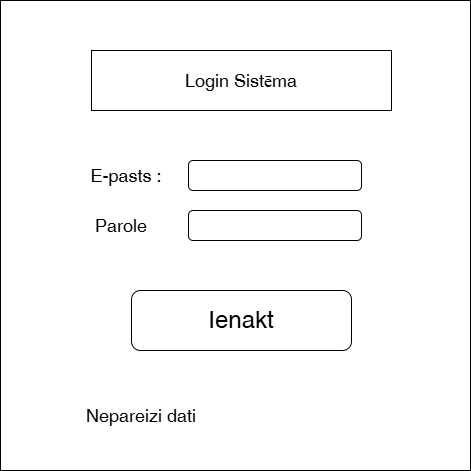 Login Sistēma
E-pasts :
Parole
Ienakt
Nepareizi dati